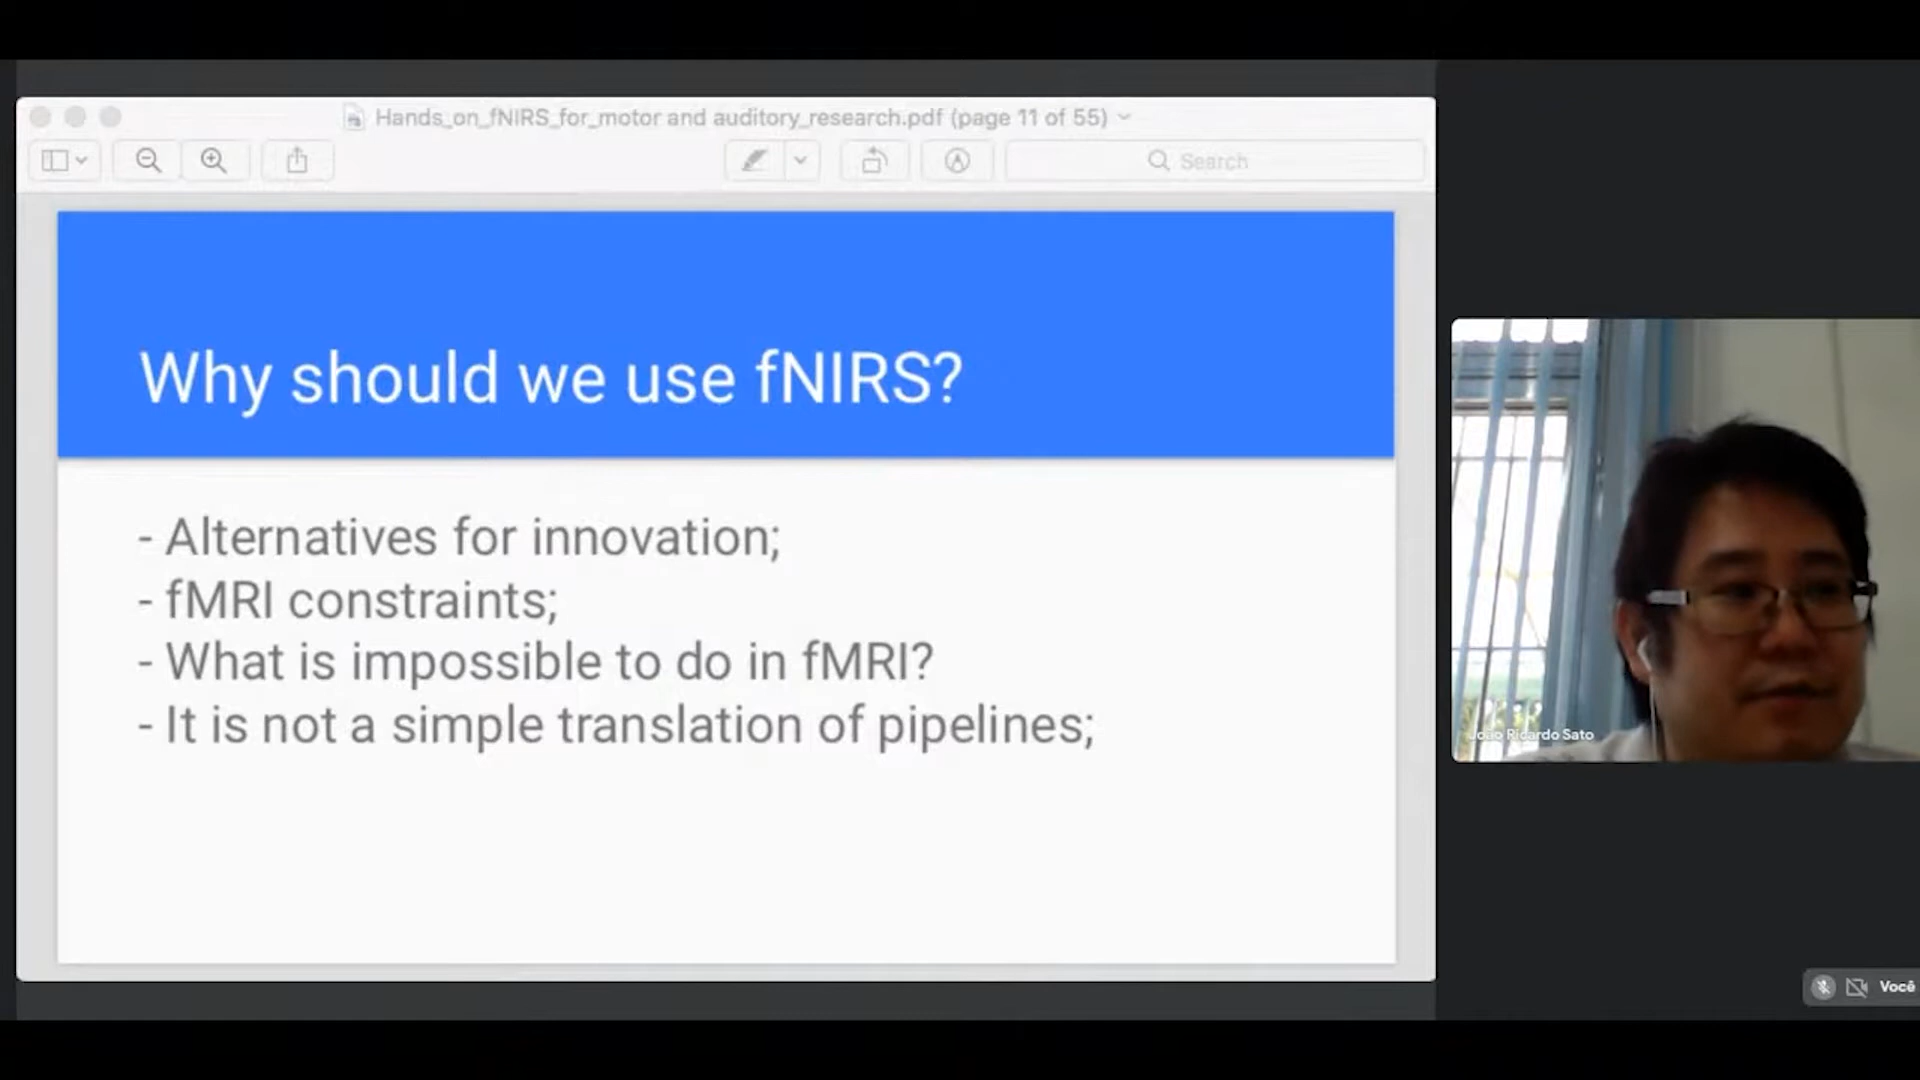 Hands_on_fNIRS_for_motor and auditory_research.pdf (page 11 of 55)
Search
Why should we use fNIRS?
- Alternatives for innovation;
- fMRI constraints;
- What is impossible to do in fMRI?
- It is not a simple translation of pipelines;
João Ricardo Sato
Você